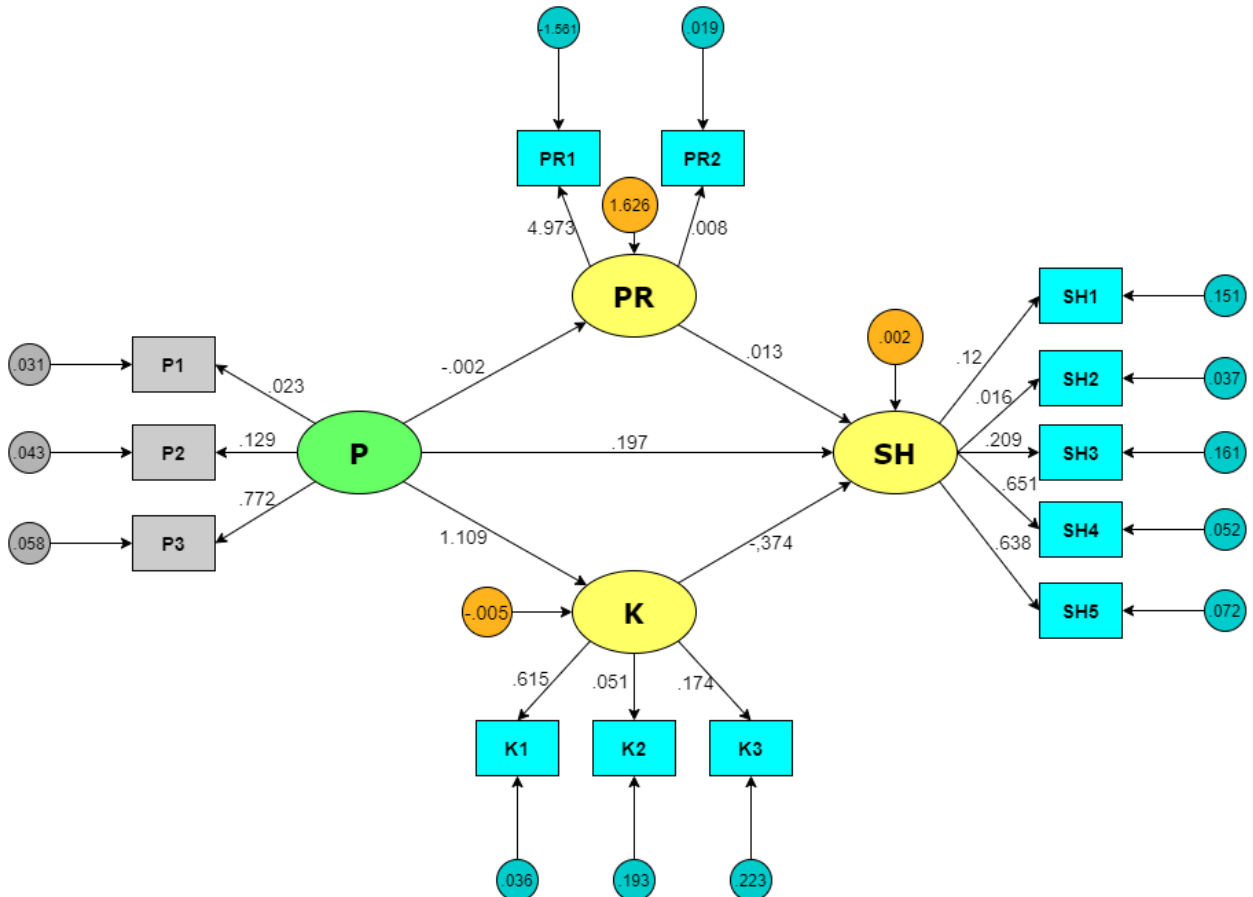 -1.561
.019
PR1
PR2
4.973
1.626
.008
PR
SH1
.151
.013
.002
.12
.031
P1
-.002
SH2
.037
.023
.016
.043
P2
.129
P
.197
SH
.209
SH3
.161
.651
.772
.058
P3
SH4
.052
1.109
-,374
.638
-.005
K
SH5
.072
.615
.051
.174
K1
K2
K3
.036
.193
.223